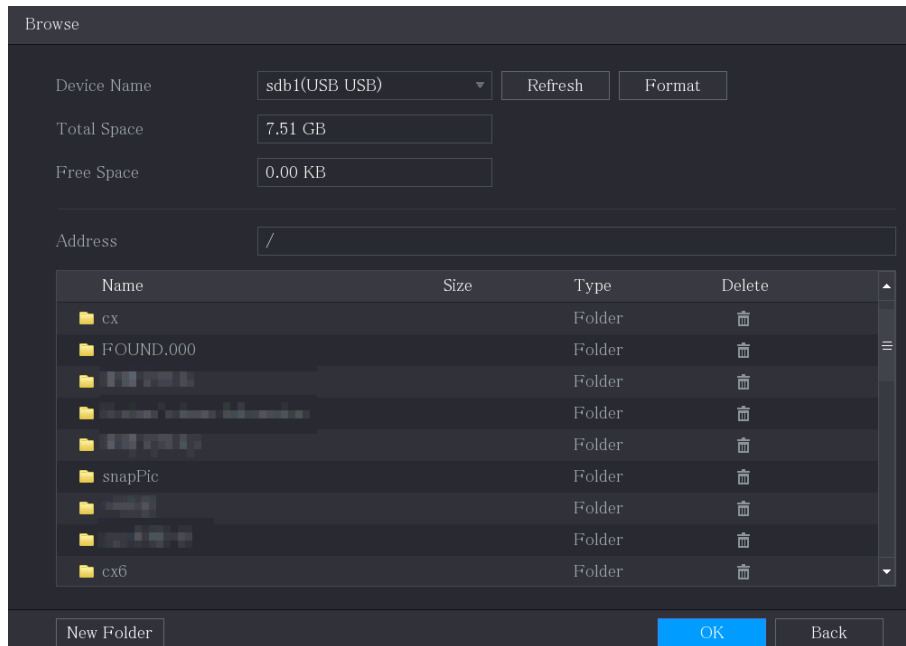 Browse
Device Name sdb1(USB USB) Refresh Format
Total Space 7.51 GB
Free Space 0.00 KB
Address /
Name Size Type Delete
cx Folder
FOUND.000 Folder
Folder
Folder
Folder
snapPic Folder
Folder
Folder
cx6 Folder
New Folder OK Back